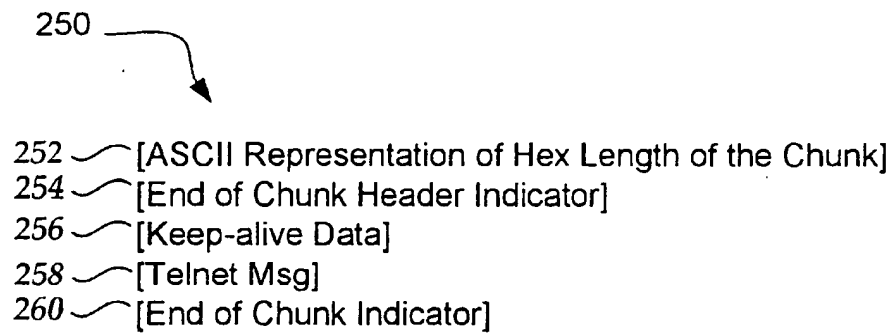 250
252 [ASCII Representation of Hex Length of the Chunk]
254 [End of Chunk Header Indicator]
256 [Keep-alive Data]
258 [Telnet Msg]
260 [End of Chunk Indicator]